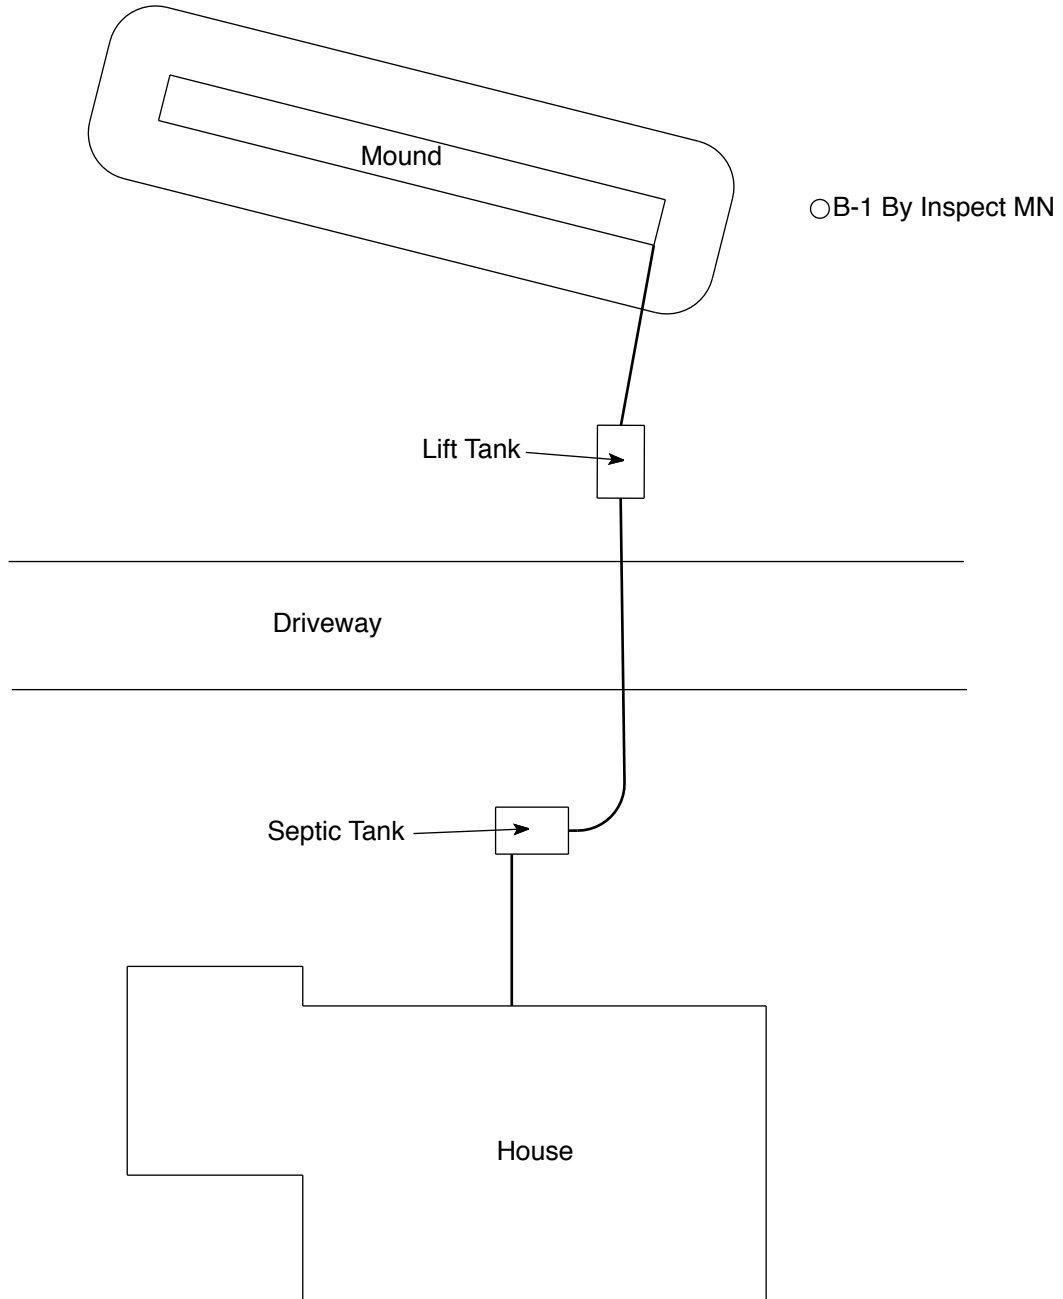 Mound
B-1 By Inspect MN
Lift Tank
Driveway
Septic Tank
House